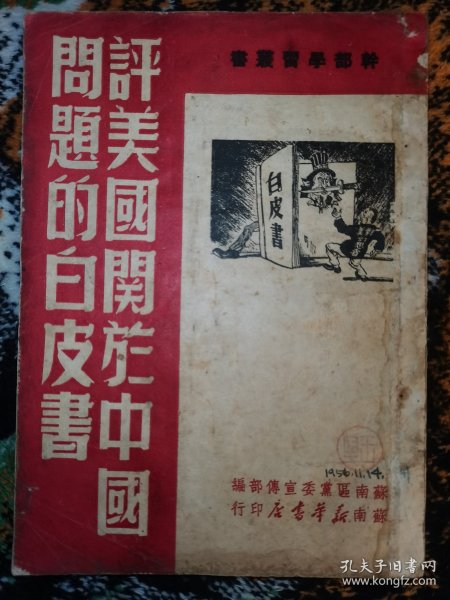 幹部學習叢書
評美國關於中國
問題的白皮書
白皮書
1956.11.14.
蘇南區黨委宣傳部編
蘇南新華書店印行
孔夫子旧书网
www.kongfz.com